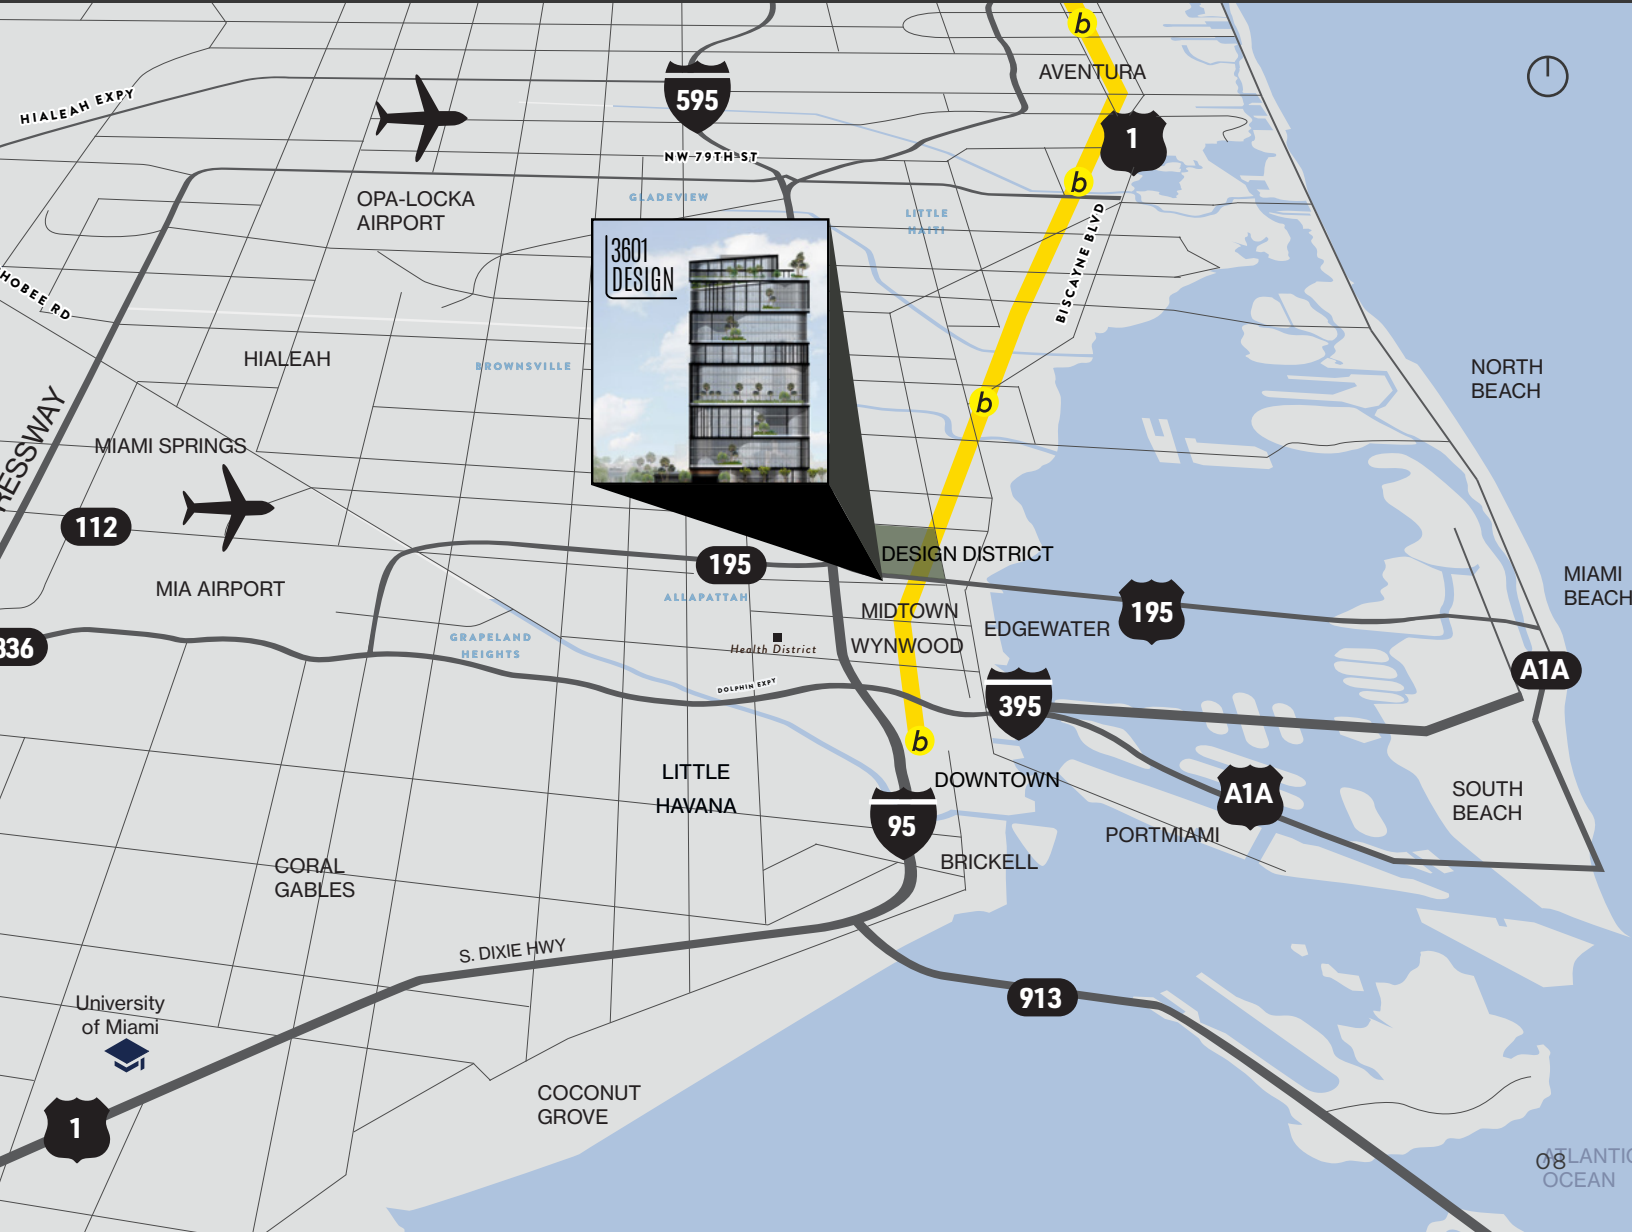 b
AVENTURA
595
HIALEAH EXPY
1
NW 79TH ST
b
OPA-LOCKA
AIRPORT
GLADEVIEW
LITTLE
HAITI
BISCAYNE BLVD
3601
DESIGN
HOBEE RD
HIALEAH
BROWNSVILLE
NORTH
BEACH
b
RESSWAY
MIAMI SPRINGS
112
195
DESIGN DISTRICT
MIA AIRPORT
ALLAPATTAH
MIDTOWN
195
MIAMI
BEACH
EDGEWATER
GRAPELAND
HEIGHTS
Health District
WYNWOOD
836
A1A
DOLPHIN EXPY
395
b
LITTLE
HAVANA
DOWNTOWN
A1A
SOUTH
BEACH
95
PORTMIAMI
BRICKELL
CORAL
GABLES
S. DIXIE HWY
913
University
of Miami
1
COCONUT
GROVE
ATLANTIC
OCEAN
08